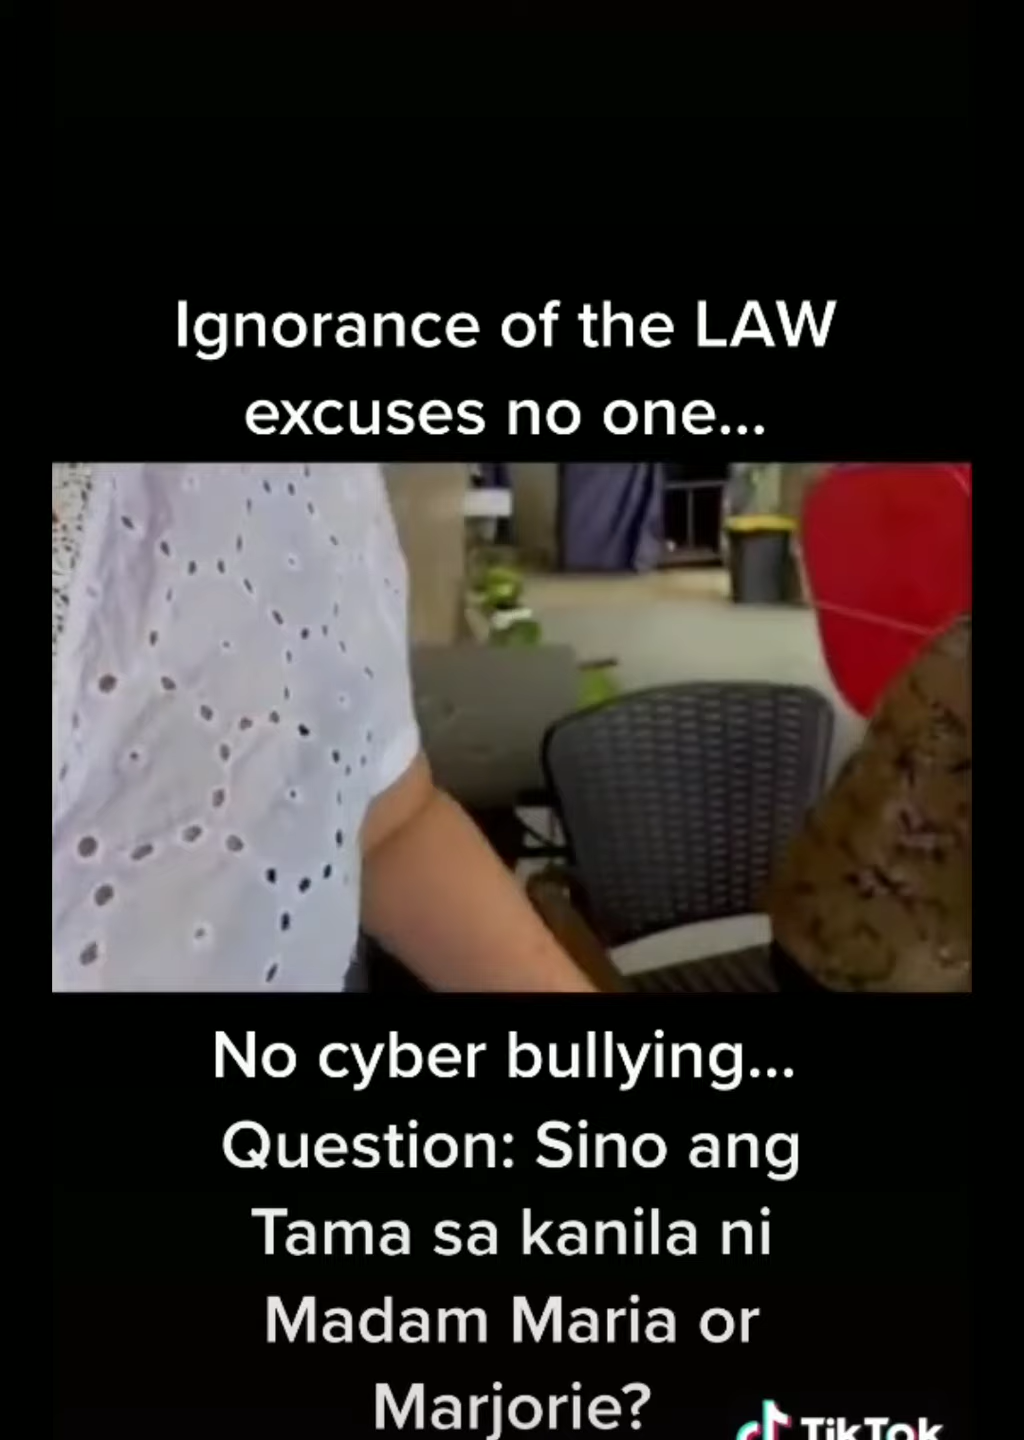 Ignorance of the LAW
excuses no one...
No cyber bullying...
Question: Sino ang
Tama sa kanila ni
Madam Maria or
Marjorie?
TikTok